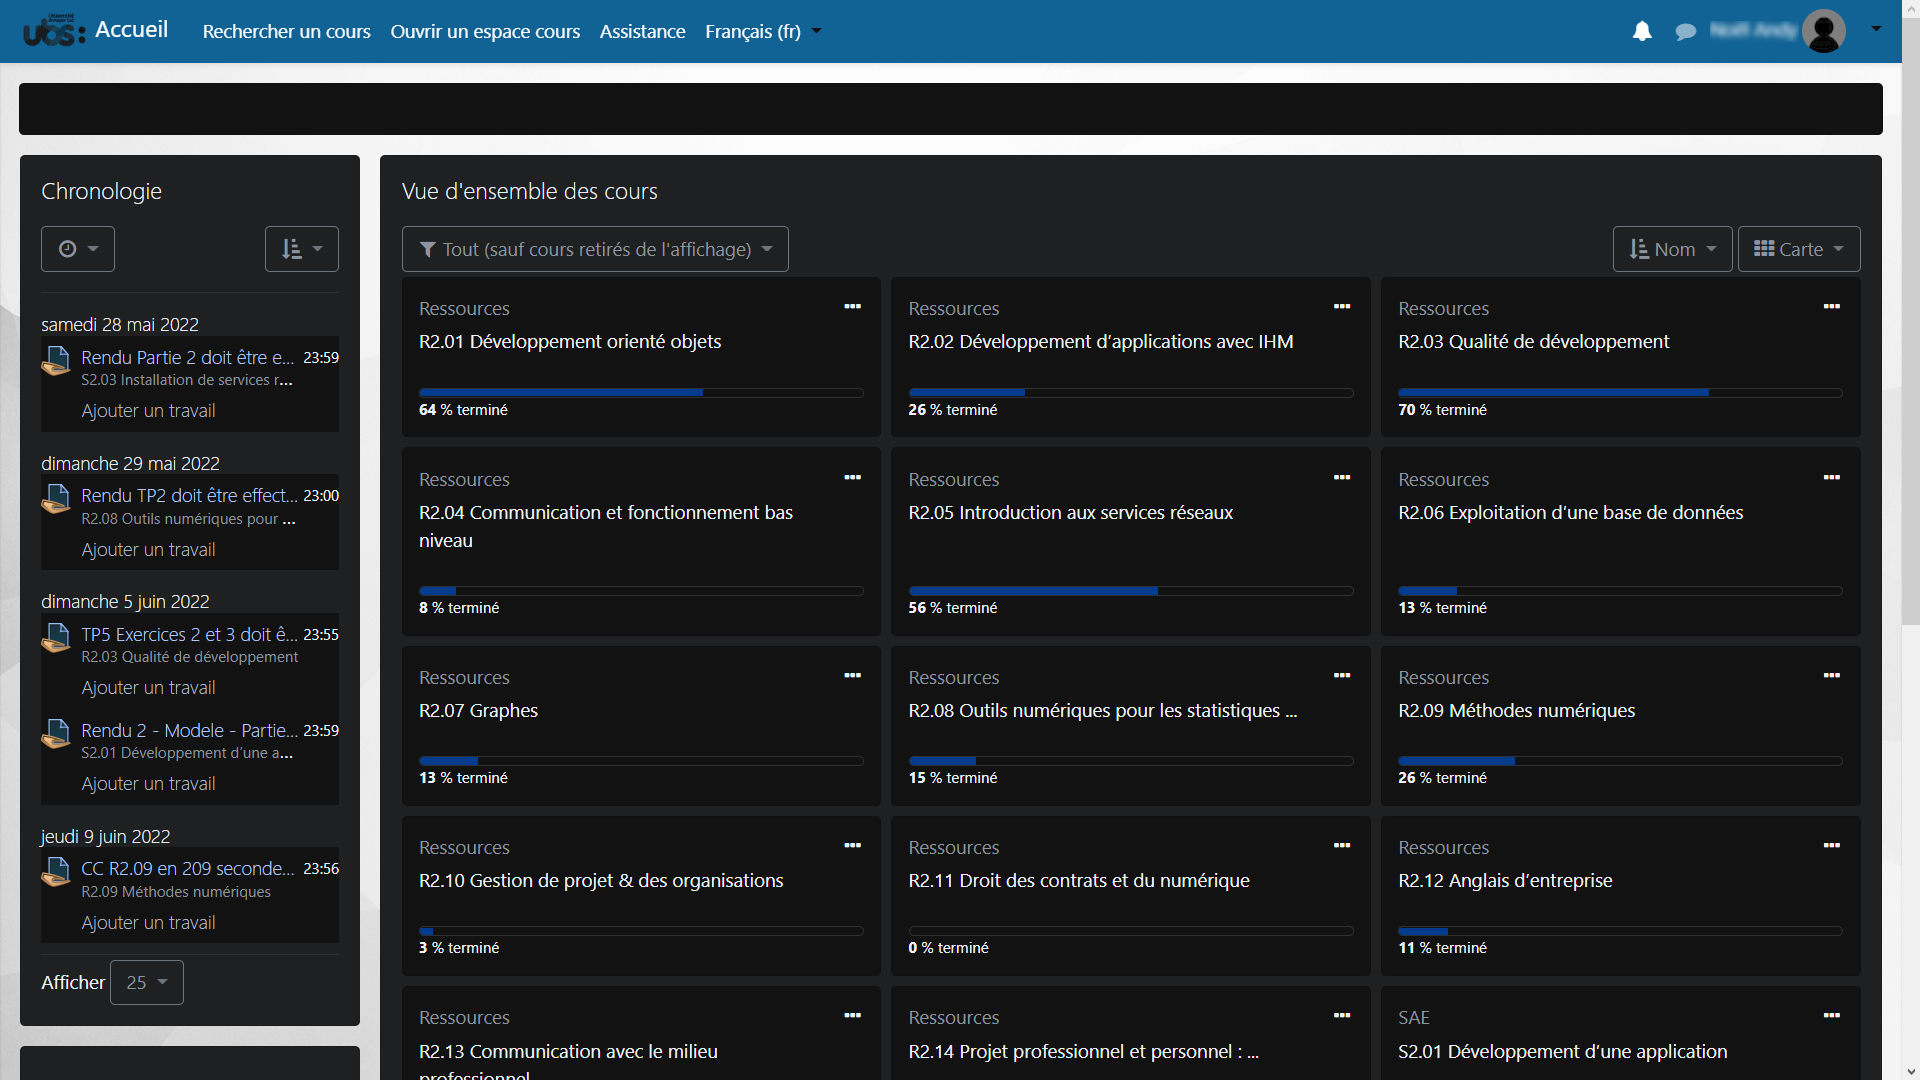 ubs:
Accueil
Rechercher un cours
Ouvrir un espace cours
Assistance
Français (fr)
Chronologie
samedi 28 mai 2022
Rendu Partie 2 doit être e... 23:59
S2.03 Installation de services r...
Ajouter un travail
dimanche 29 mai 2022
Rendu TP2 doit être effect... 23:00
R2.08 Outils numériques pour ...
Ajouter un travail
dimanche 5 juin 2022
TP5 Exercices 2 et 3 doit ê... 23:55
R2.03 Qualité de développement
Ajouter un travail
Rendu 2 - Modele - Partie... 23:59
S2.01 Développement d’une a...
Ajouter un travail
jeudi 9 juin 2022
CC R2.09 en 209 seconde... 23:56
R2.09 Méthodes numériques
Ajouter un travail
Afficher 25
Vue d'ensemble des cours
Tout (sauf cours retirés de l'affichage)
Nom
Carte
Ressources
R2.01 Développement orienté objets
64 % terminé
Ressources
R2.02 Développement d’applications avec IHM
26 % terminé
Ressources
R2.03 Qualité de développement
70 % terminé
Ressources
R2.04 Communication et fonctionnement bas
niveau
8 % terminé
Ressources
R2.05 Introduction aux services réseaux
56 % terminé
Ressources
R2.06 Exploitation d’une base de données
13 % terminé
Ressources
R2.07 Graphes
13 % terminé
Ressources
R2.08 Outils numériques pour les statistiques ...
15 % terminé
Ressources
R2.09 Méthodes numériques
26 % terminé
Ressources
R2.10 Gestion de projet & des organisations
3 % terminé
Ressources
R2.11 Droit des contrats et du numérique
0 % terminé
Ressources
R2.12 Anglais d’entreprise
11 % terminé
Ressources
R2.13 Communication avec le milieu
professionnel
Ressources
R2.14 Projet professionnel et personnel : ...
SAE
S2.01 Développement d’une application